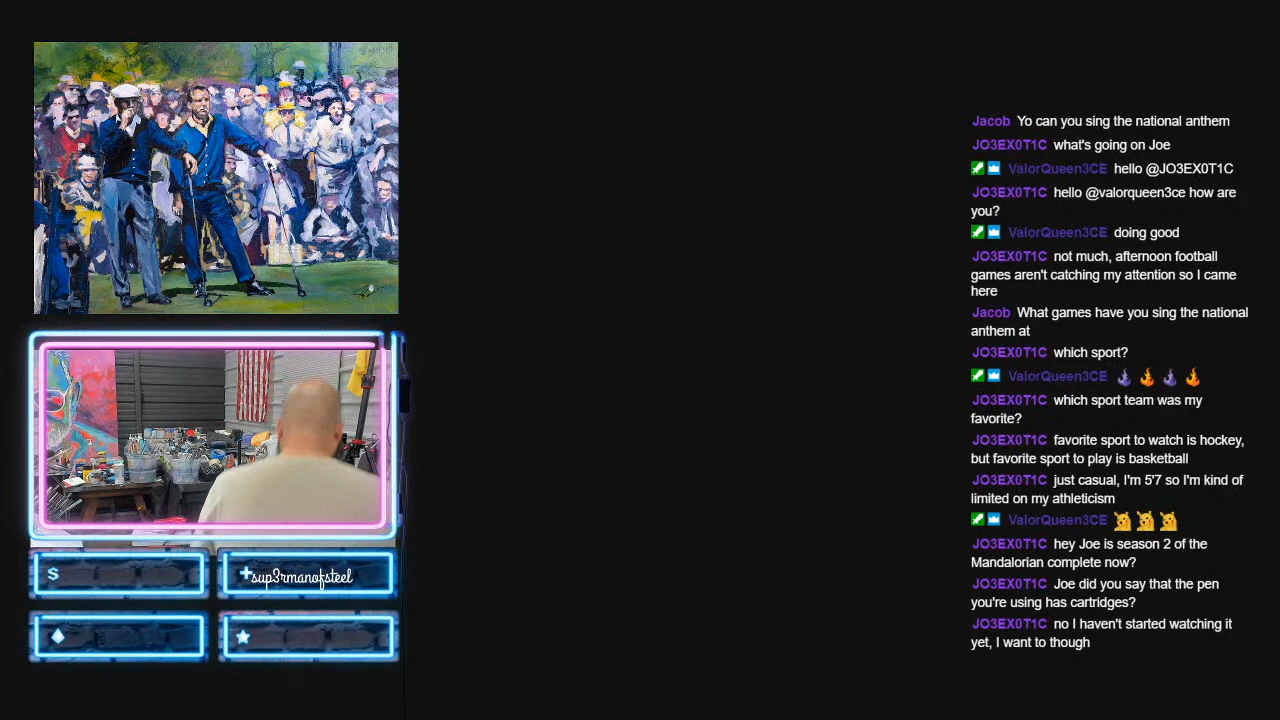 sup3rmanofsteel
Jacob Yo can you sing the national anthem
JO3EX0T1C what's going on Joe
ValorQueen3CE hello @JO3EX0T1C
JO3EX0T1C hello @valorqueen3ce how are
you?
ValorQueen3CE doing good
JO3EX0T1C not much, afternoon football
games aren't catching my attention so I came
here
Jacob What games have you sing the national
anthem at
JO3EX0T1C which sport?
ValorQueen3CE
JO3EX0T1C which sport team was my
favorite?
JO3EX0T1C favorite sport to watch is hockey,
but favorite sport to play is basketball
JO3EX0T1C just casual, I'm 5'7 so I'm kind of
limited on my athleticism
ValorQueen3CE
JO3EX0T1C hey Joe is season 2 of the
Mandalorian complete now?
JO3EX0T1C Joe did you say that the pen
you're using has cartridges?
JO3EX0T1C no I haven't started watching it
yet, I want to though